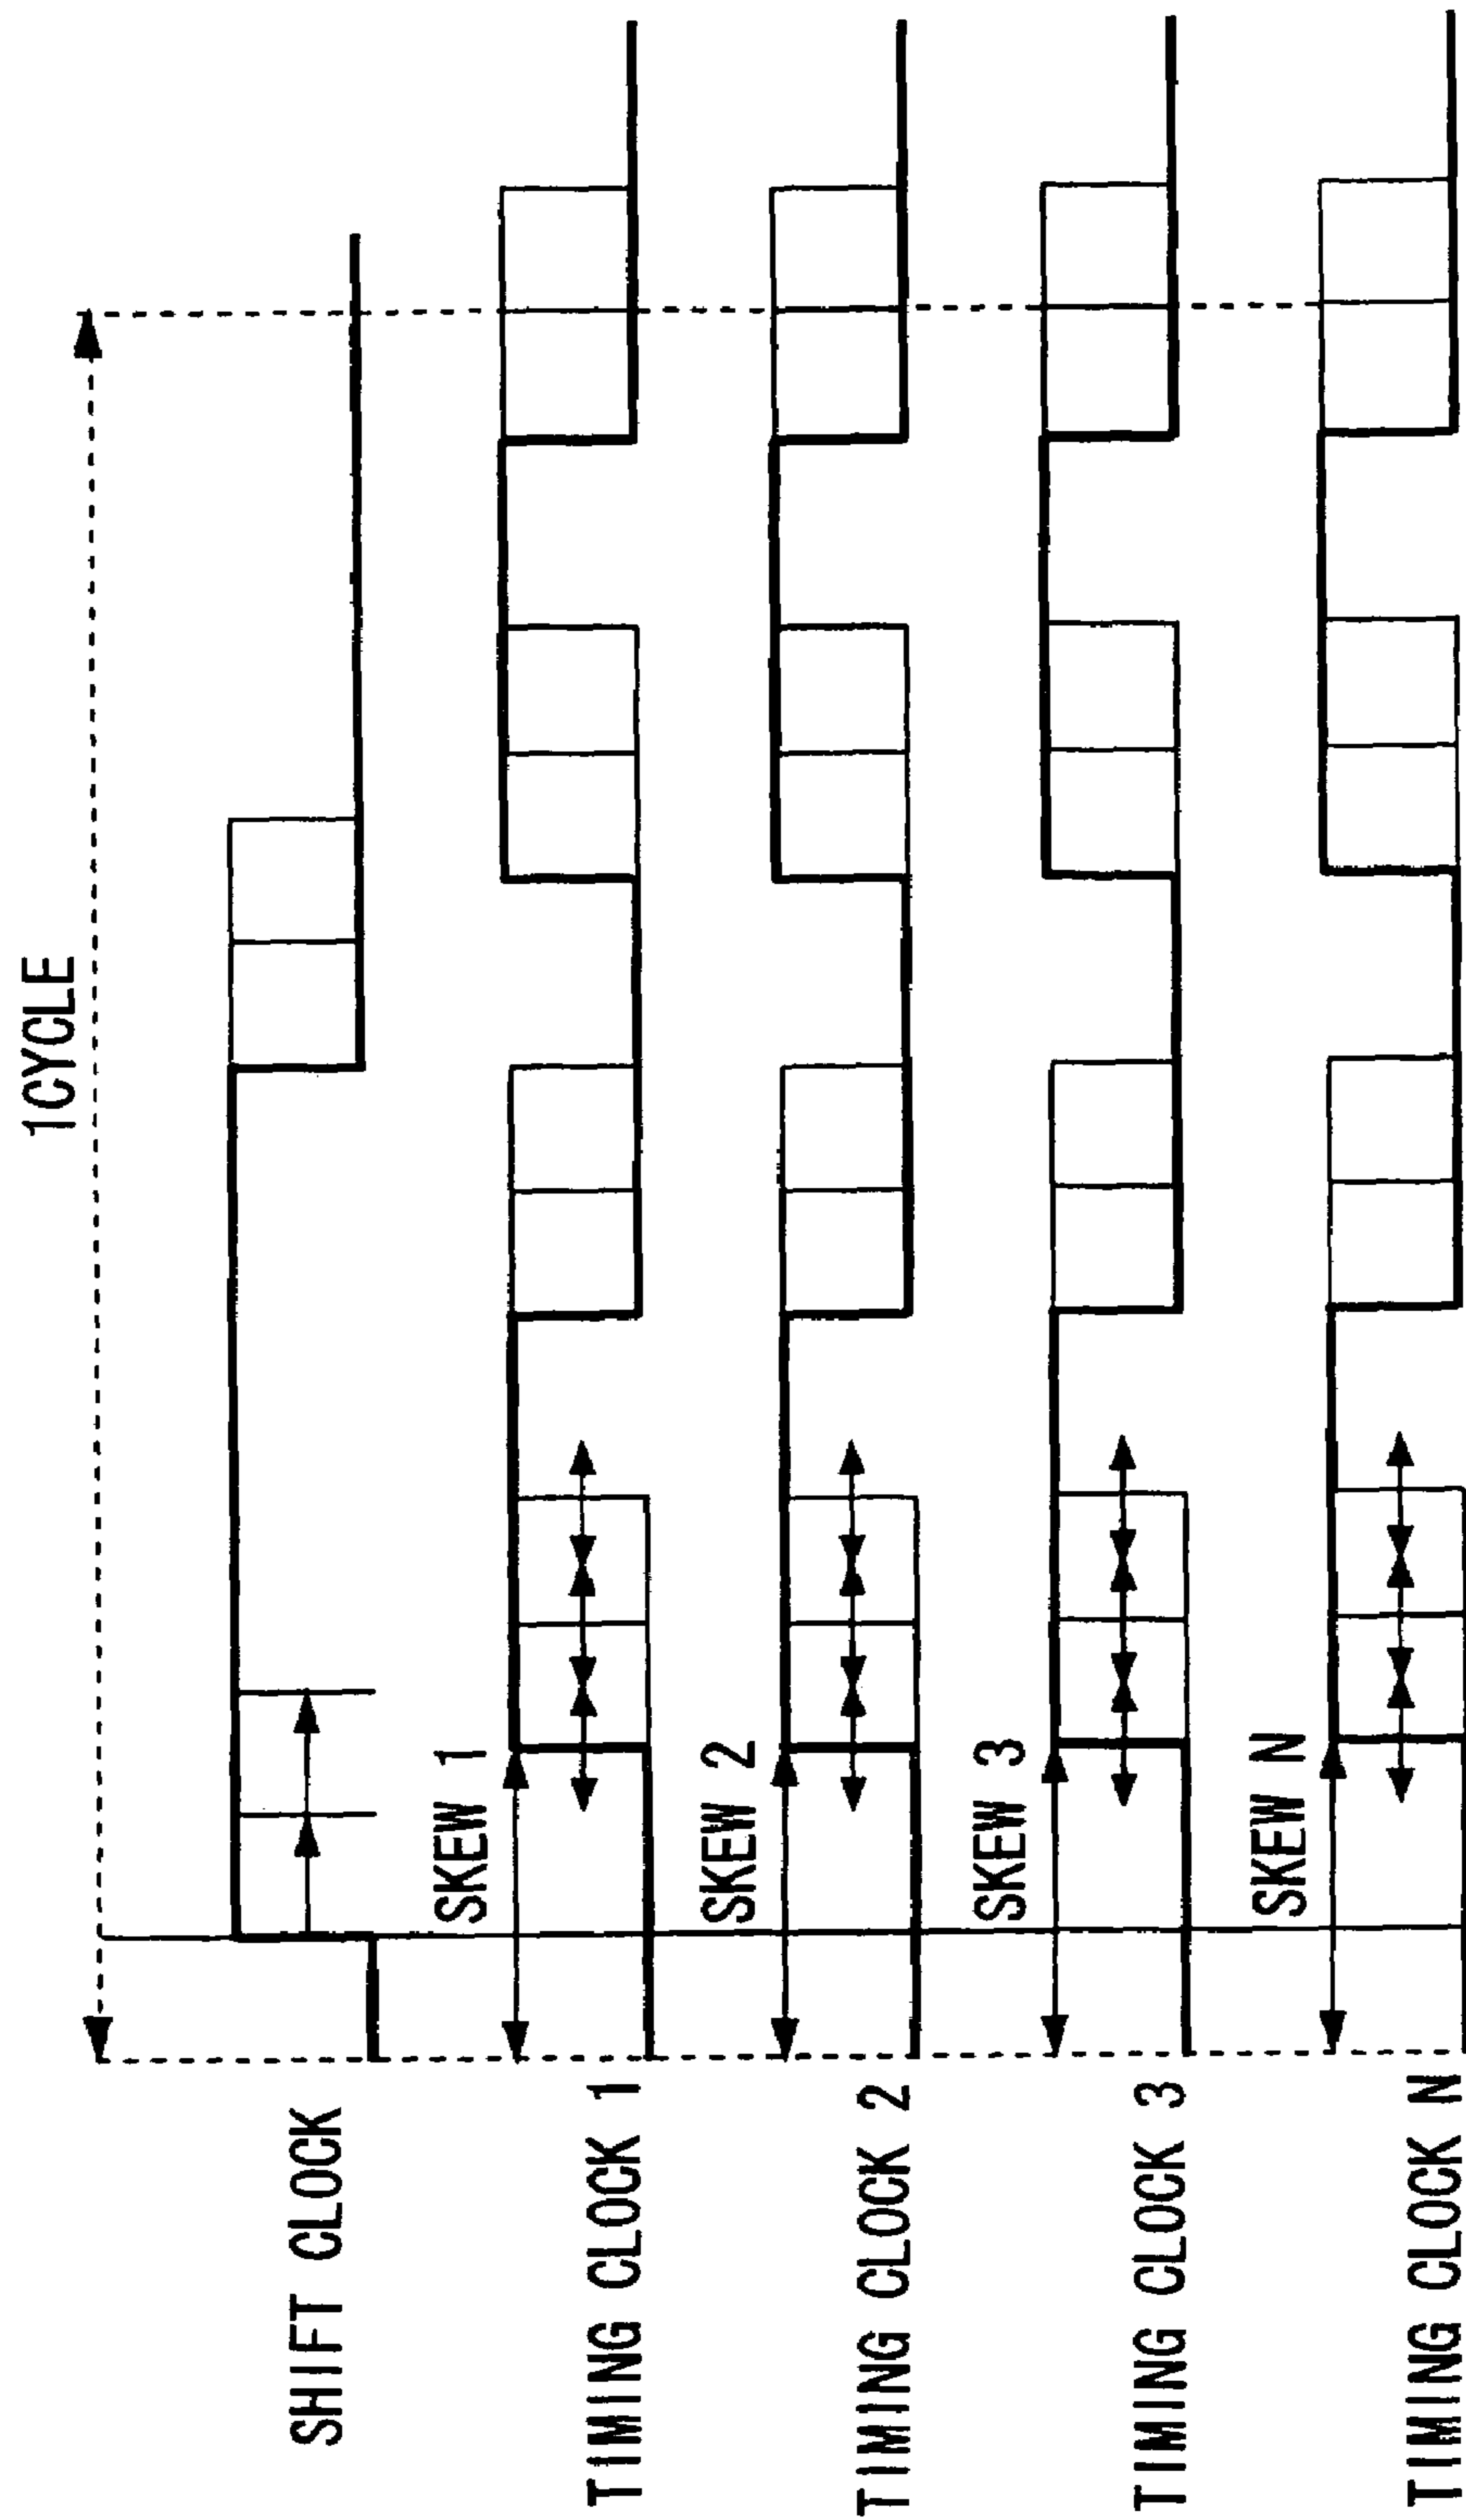 1CYCLE
SHIFT CLOCK
SKEW 1
TIMING CLOCK 1
SKEW 2
TIMING CLOCK 2
SKEW 3
TIMING CLOCK 3
SKEW N
TIMING CLOCK N